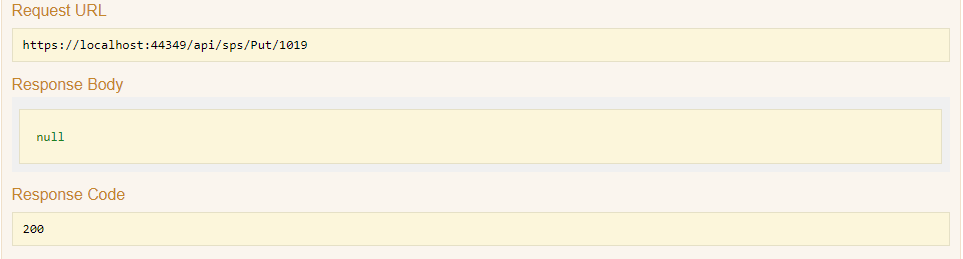 Request URL
https://localhost:44349/api/sps/Put/1019
Response Body
null
Response Code
200